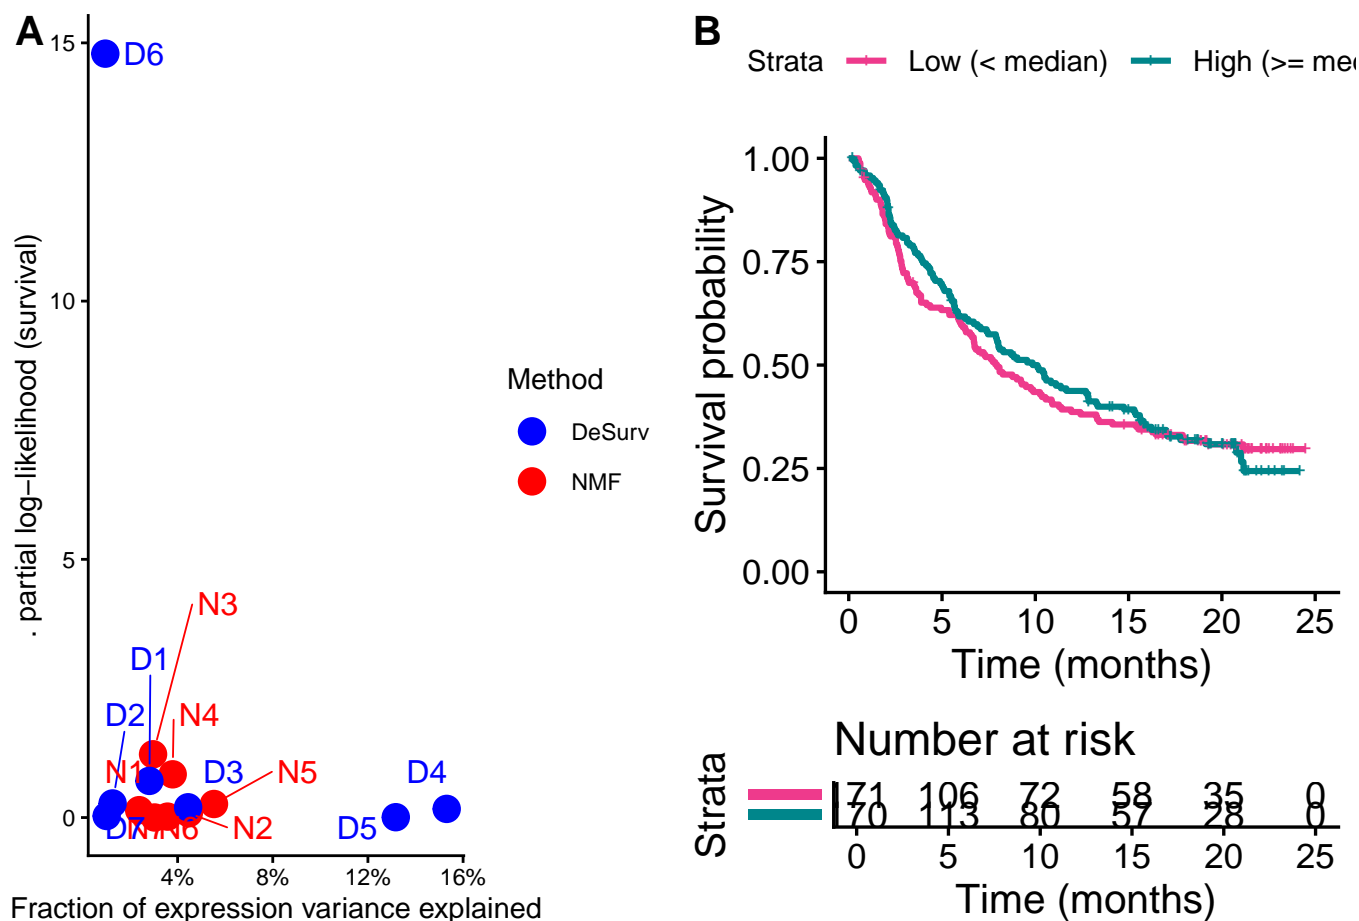 A
15
D6
10
5
0
. partial log−likelihood (survival)
N3
D1
D2
N4
N1
D3
N5
D4
D7
N7
N6
N2
D5
4%
8%
12%
16%
Fraction of expression variance explained
Method
DeSurv
NMF
B
Strata
Low (< median)
High (>= med
1.00
0.75
0.50
0.25
0.00
Survival probability
0
5
10
15
20
25
Time (months)
Number at risk
Strata
171
106
72
58
35
0
170
113
80
57
28
0
0
5
10
15
20
25
Time (months)